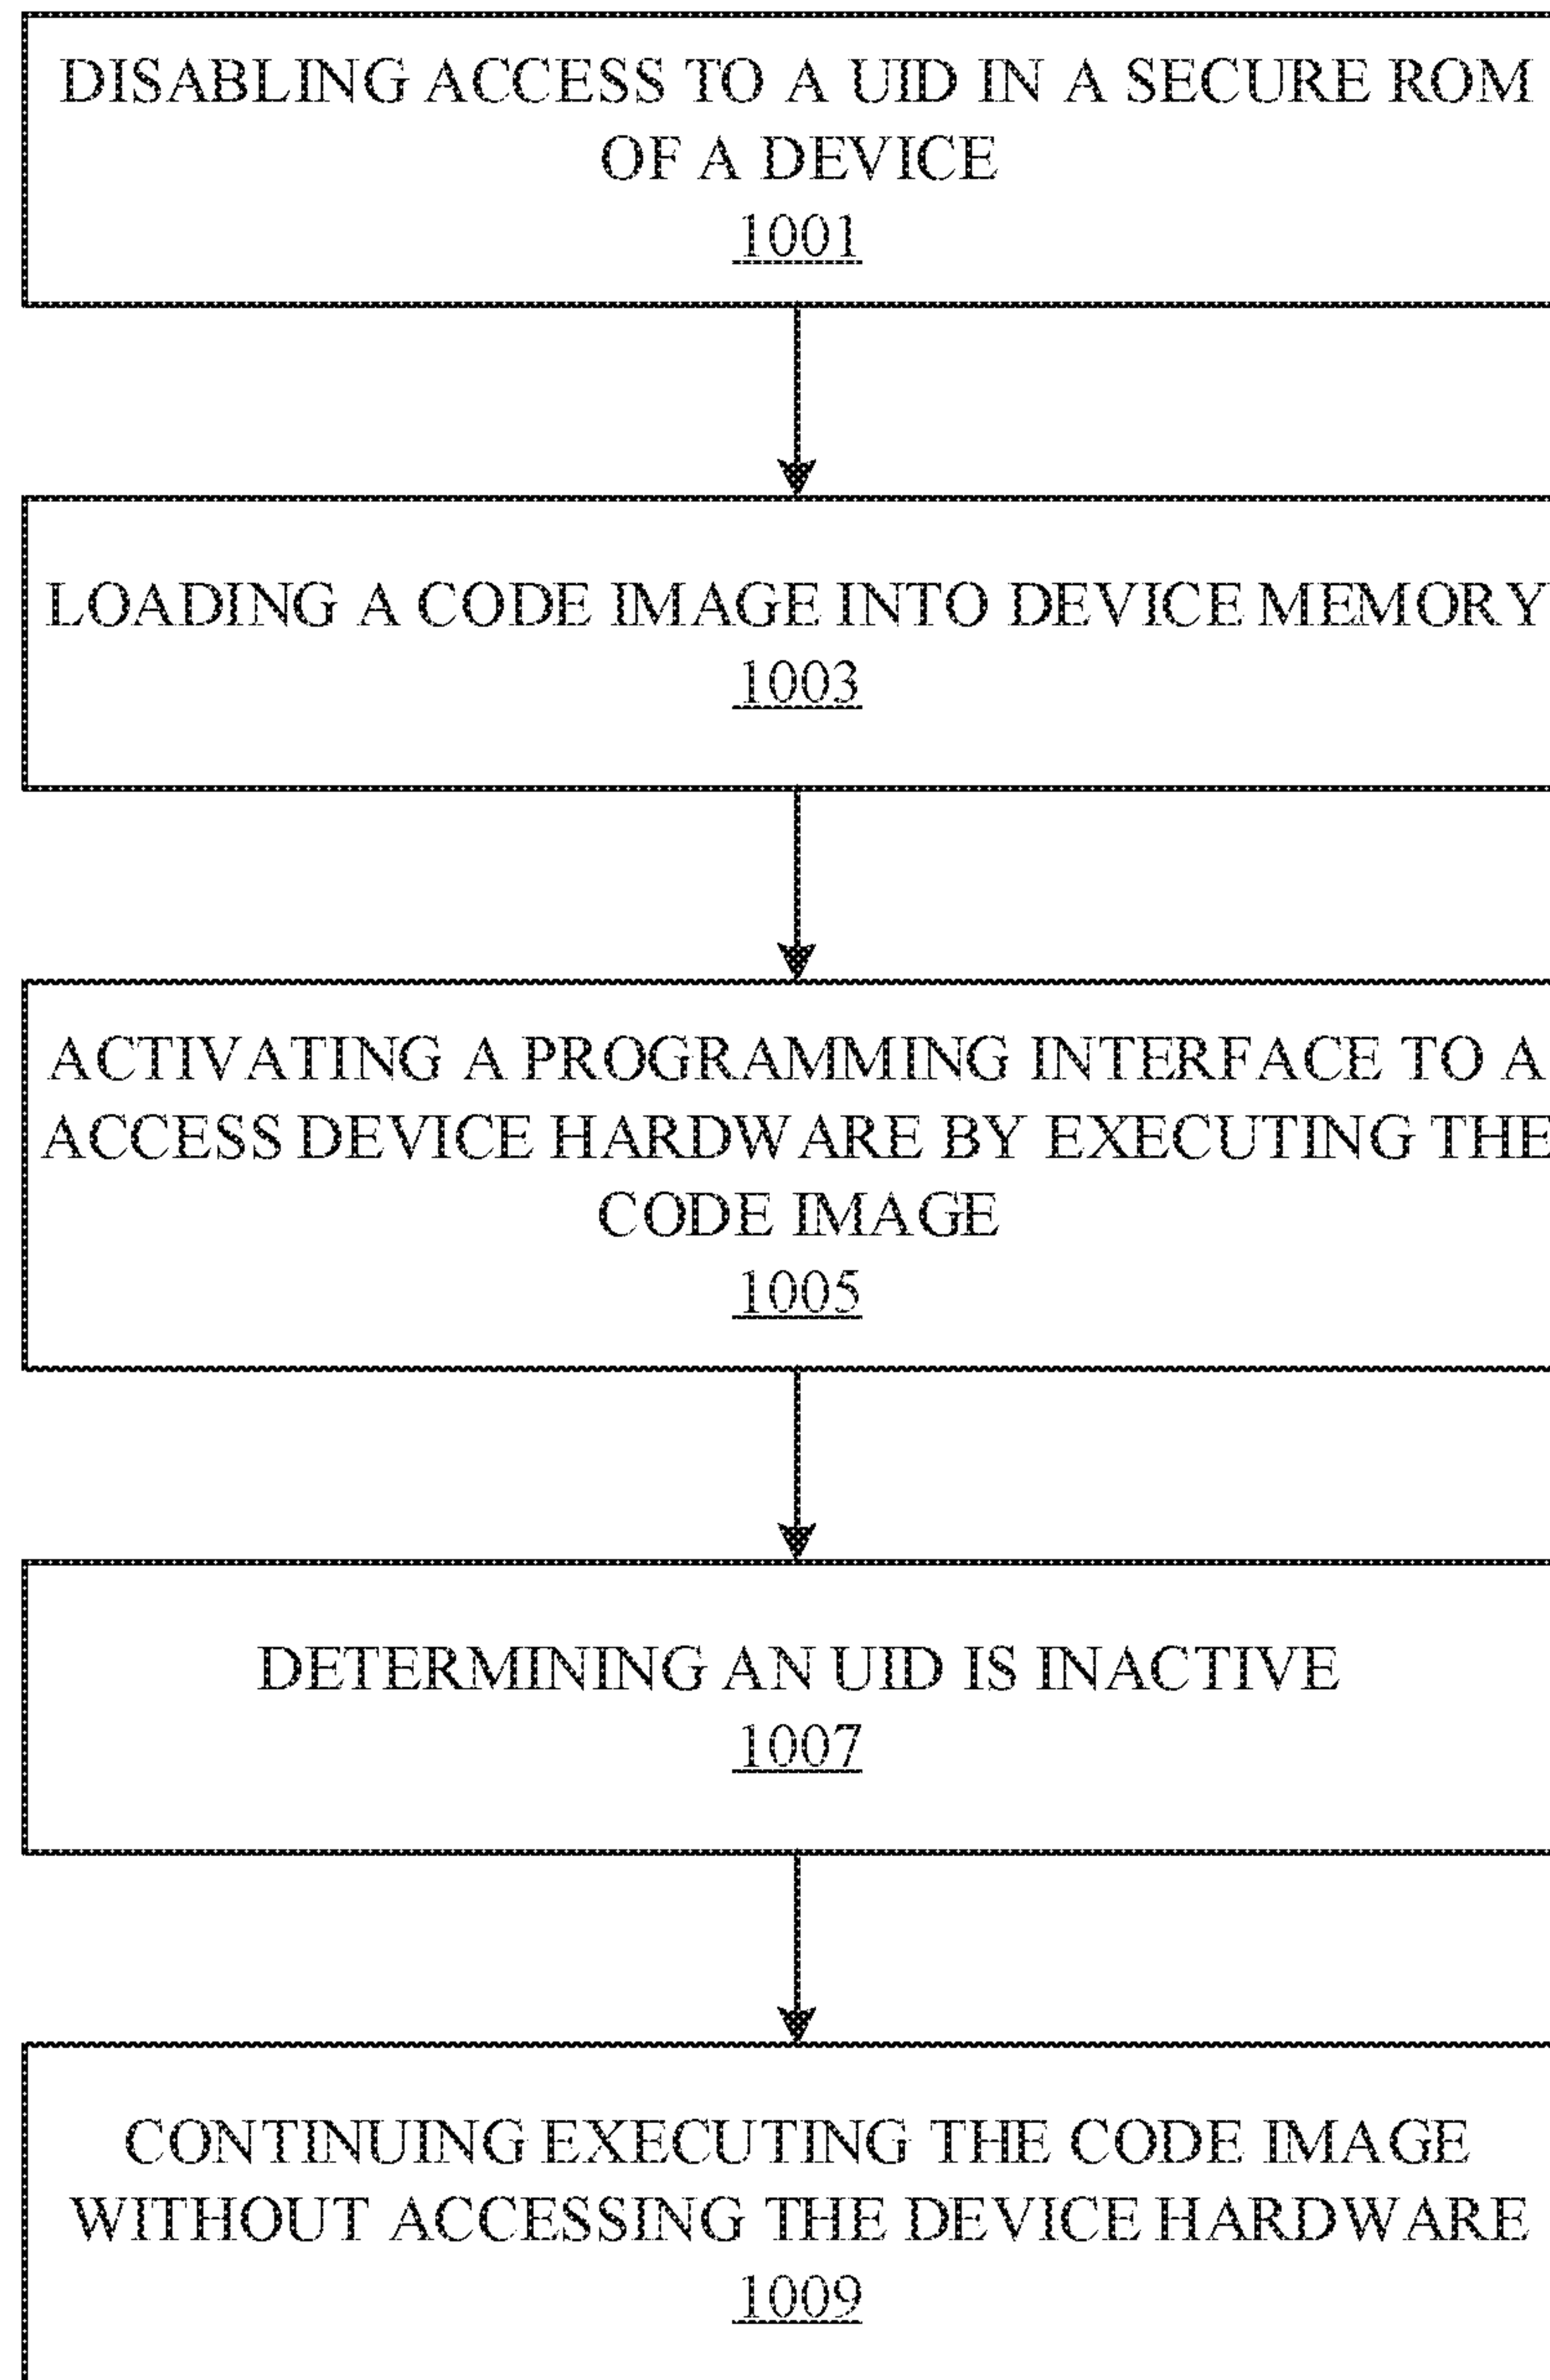 DISABLING ACCESS TO A UID IN A SECURE ROM
OF A DEVICE
1001
LOADING A CODE IMAGE INTO DEVICE MEMORY
1003
ACTIVATING A PROGRAMMING INTERFACE TO A
ACCESS DEVICE HARDWARE BY EXECUTING THE
CODE IMAGE
1005
DETERMINING AN UID IS INACTIVE
1007
CONTINUING EXECUTING THE CODE IMAGE
WITHOUT ACCESSING THE DEVICE HARDWARE
1009